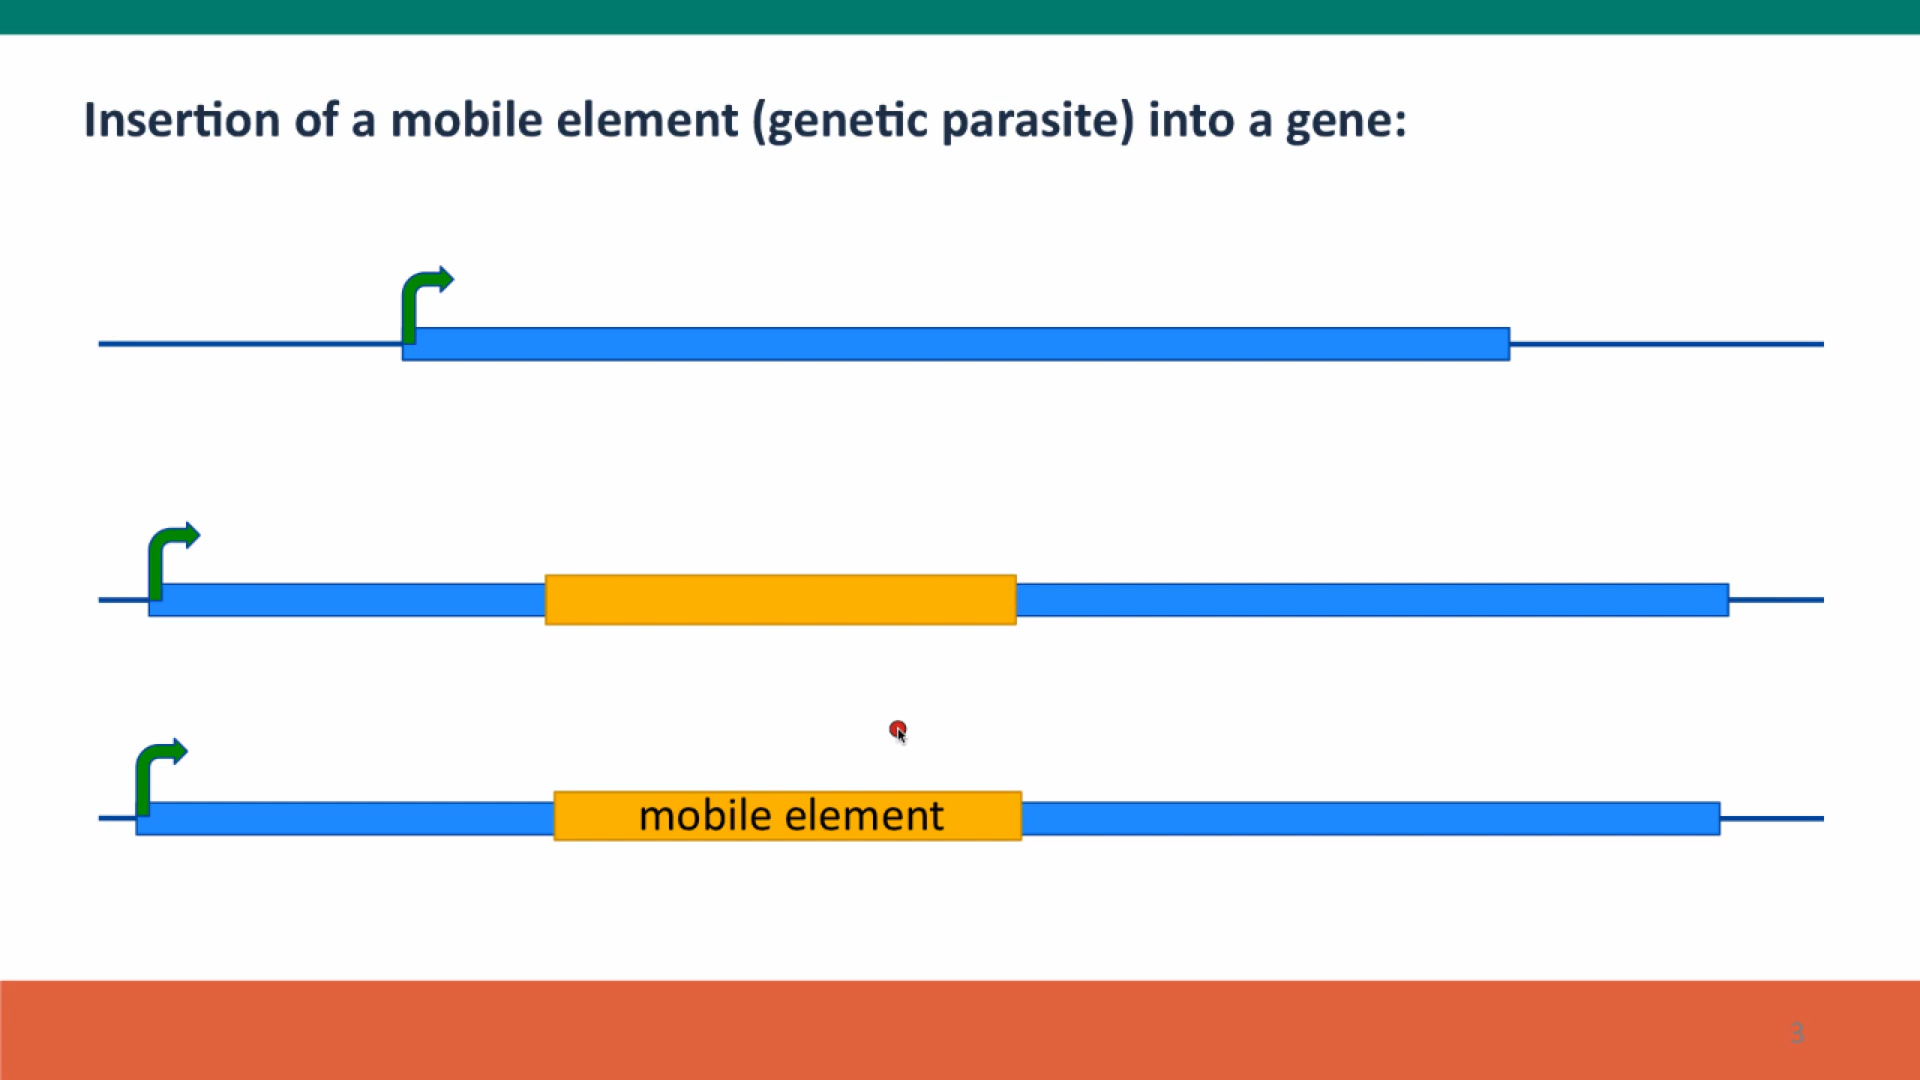 Insertion of a mobile element (genetic parasite) into a gene:
mobile element
3